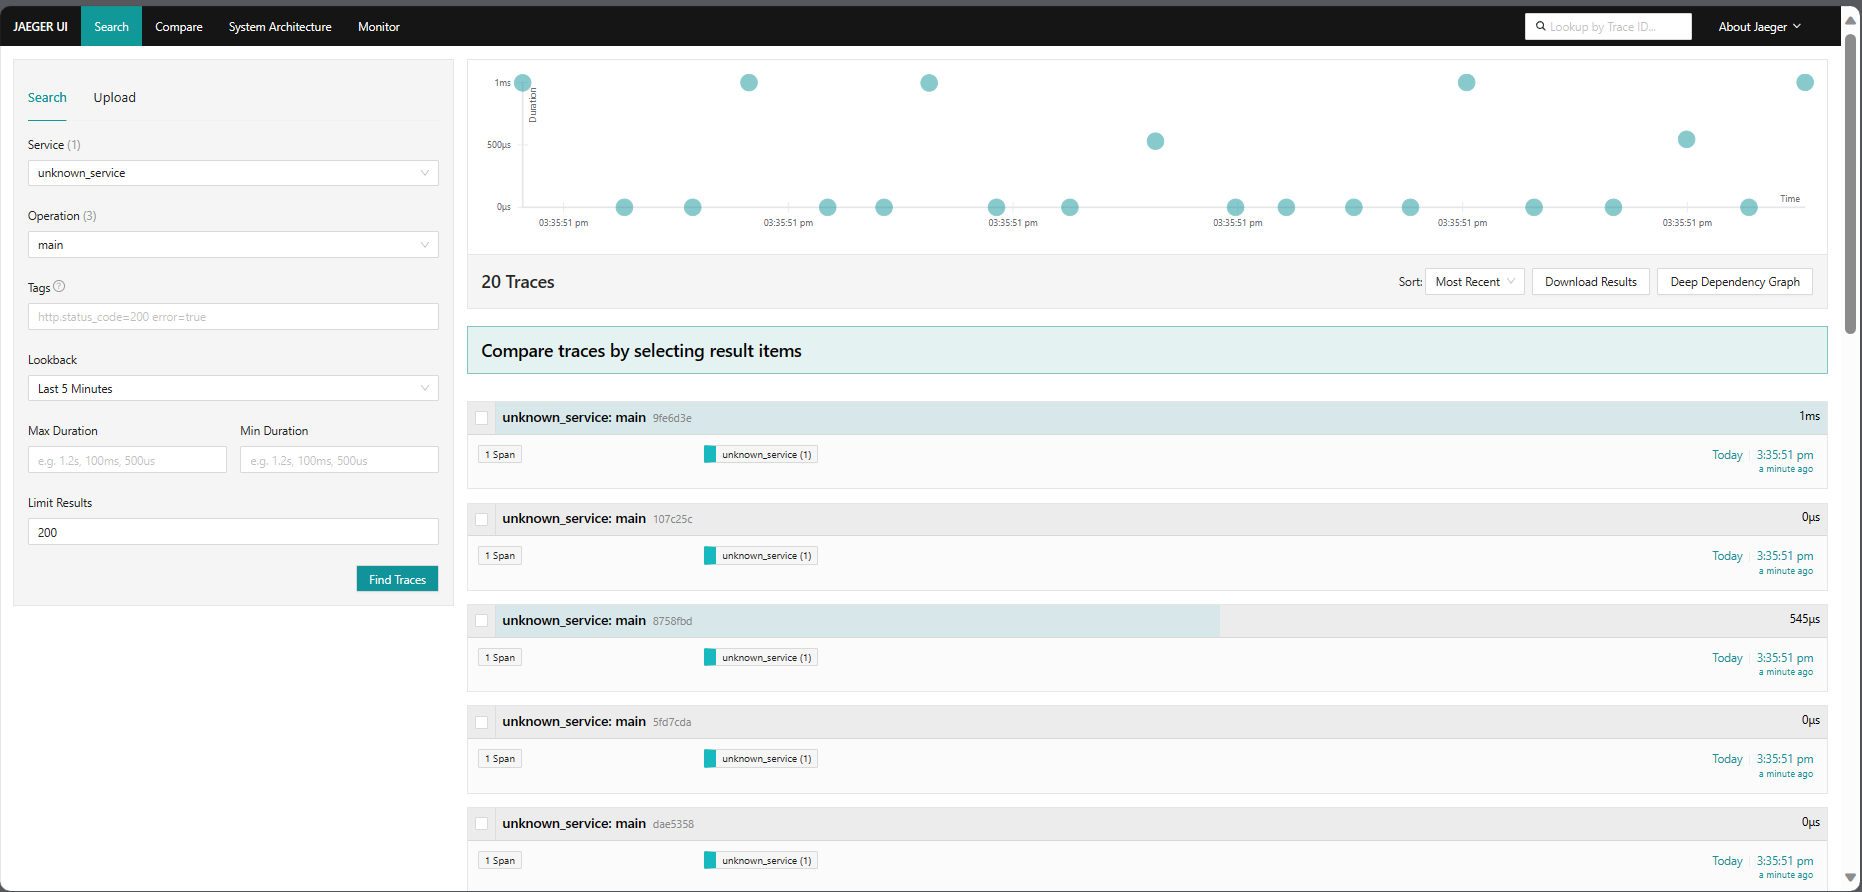 JAEGER UI Search Compare System Architecture Monitor Lookup by Trace ID... About Jaeger
Search Upload
Service (1)
unknown_service
Operation (3)
main
Tags ?
http.status_code=200 error=true
Lookback
Last 5 Minutes
Max Duration Min Duration
e.g. 1.2s, 100ms, 500us e.g. 1.2s, 100ms, 500us
Limit Results
200
Find Traces
1ms
Duration
500μs
0μs
Time
03:35:51 pm 03:35:51 pm 03:35:51 pm 03:35:51 pm 03:35:51 pm 03:35:51 pm
20 Traces Sort: Most Recent Download Results Deep Dependency Graph
Compare traces by selecting result items
unknown_service: main 9fe6d3e 1ms
1 Span unknown_service (1) Today 3:35:51 pm
a minute ago
unknown_service: main 107c25c 0μs
1 Span unknown_service (1) Today 3:35:51 pm
a minute ago
unknown_service: main 8758fbd 545μs
1 Span unknown_service (1) Today 3:35:51 pm
a minute ago
unknown_service: main 5fd7cda 0μs
1 Span unknown_service (1) Today 3:35:51 pm
a minute ago
unknown_service: main dae5358 0μs
1 Span unknown_service (1) Today 3:35:51 pm
a minute ago